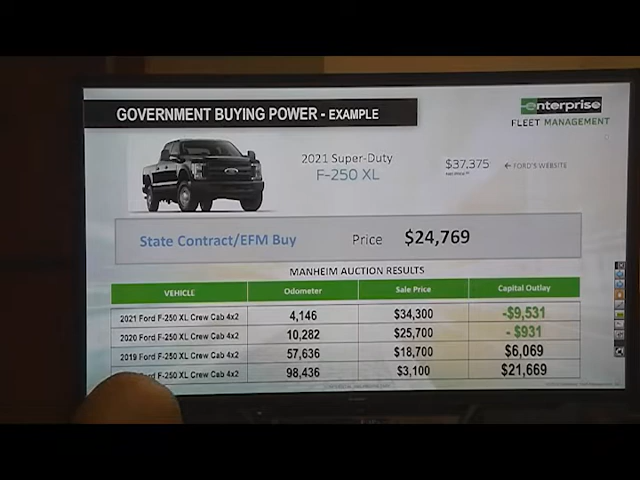 GOVERNMENT BUYING POWER - EXAMPLE
enterprise
FLEET MANAGEMENT
2021 Super-Duty
F-250 XL
$37,375
← FORD'S WEBSITE
State Contract/EFM Buy Price $24,769
MANHEIM AUCTION RESULTS
VEHICLE Odometer Sale Price Capital Outlay
2021 Ford F-250 XL Crew Cab 4x2 4,146 $34,300 -$9,531
2020 Ford F-250 XL Crew Cab 4x2 10,282 $25,700 - $931
2019 Ford F-250 XL Crew Cab 4x2 57,636 $18,700 $6,069
Ford F-250 XL Crew Cab 4x2 98,436 $3,100 $21,669